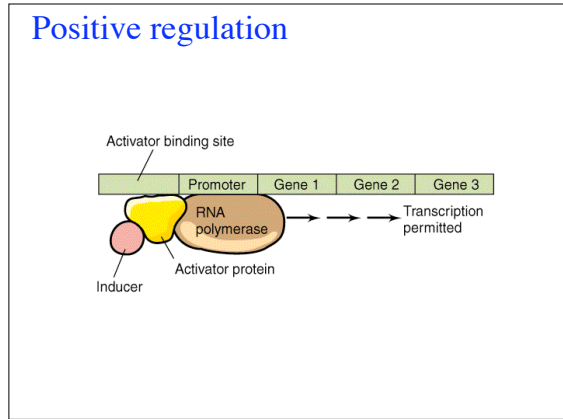 Positive regulation
Activator binding site
Promoter Gene 1 Gene 2 Gene 3
RNA
polymerase
Transcription
permitted
Activator protein
Inducer